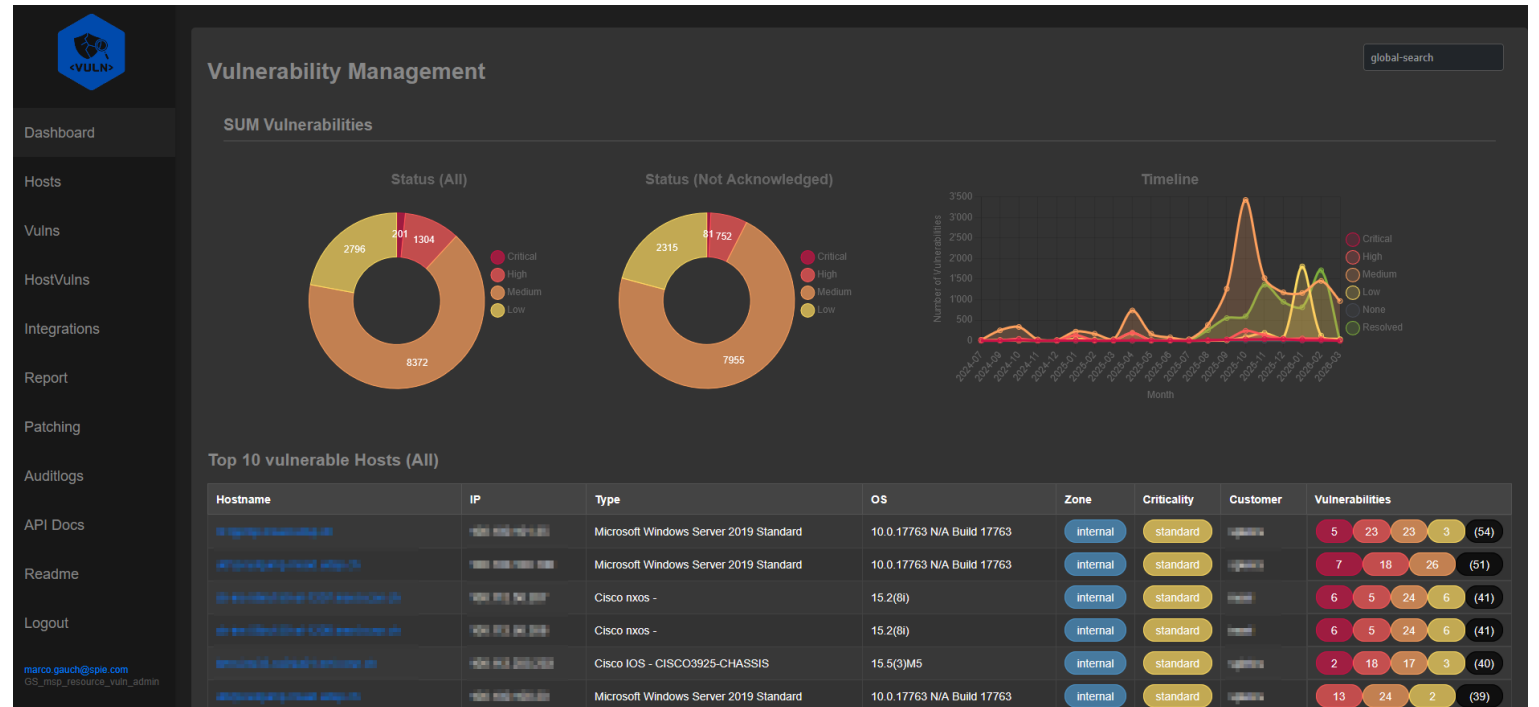 <VULN>
Dashboard
Hosts
Vulns
HostVulns
Integrations
Report
Patching
Auditlogs
API Docs
Readme
Logout
marco.gauch@spie.com
GS_msp_resource_vuln_admin
Vulnerability Management
global-search
SUM Vulnerabilities
Status (All)
201
1304
2796
8372
Critical
High
Medium
Low
Status (Not Acknowledged)
81
752
2315
7955
Critical
High
Medium
Low
Timeline
Number of Vulnerabilities
3'500
3'000
2'500
2'000
1'500
1'000
500
0
2024-07
2024-09
2024-10
2024-11
2024-12
2025-01
2025-02
2025-03
2025-04
2025-05
2025-06
2025-07
2025-08
2025-09
2025-10
2025-11
2025-12
2026-01
2026-02
2026-03
Month
Critical
High
Medium
Low
None
Resolved
Top 10 vulnerable Hosts (All)
Hostname IP Type OS Zone Criticality Customer Vulnerabilities
Microsoft Windows Server 2019 Standard 10.0.17763 N/A Build 17763 internal standard 5 23 23 3 (54)
Microsoft Windows Server 2019 Standard 10.0.17763 N/A Build 17763 internal standard 7 18 26 (51)
Cisco nxos - 15.2(8i) internal standard 6 5 24 6 (41)
Cisco nxos - 15.2(8i) internal standard 6 5 24 6 (41)
Cisco IOS - CISCO3925-CHASSIS 15.5(3)M5 internal standard 2 18 17 3 (40)
Microsoft Windows Server 2019 Standard 10.0.17763 N/A Build 17763 internal standard 13 24 2 (39)